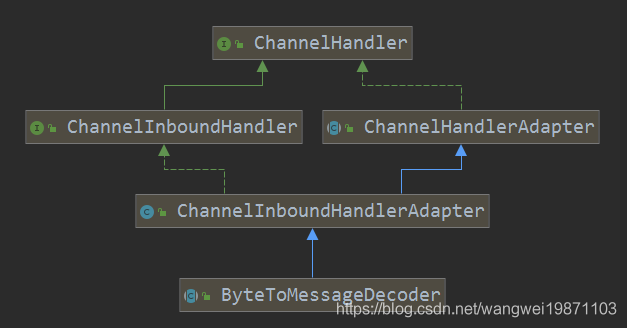 ChannelHandler
ChannelInboundHandler
ChannelHandlerAdapter
ChannelInboundHandlerAdapter
ByteToMessageDecoder
https://blog.csdn.net/wangwei19871103